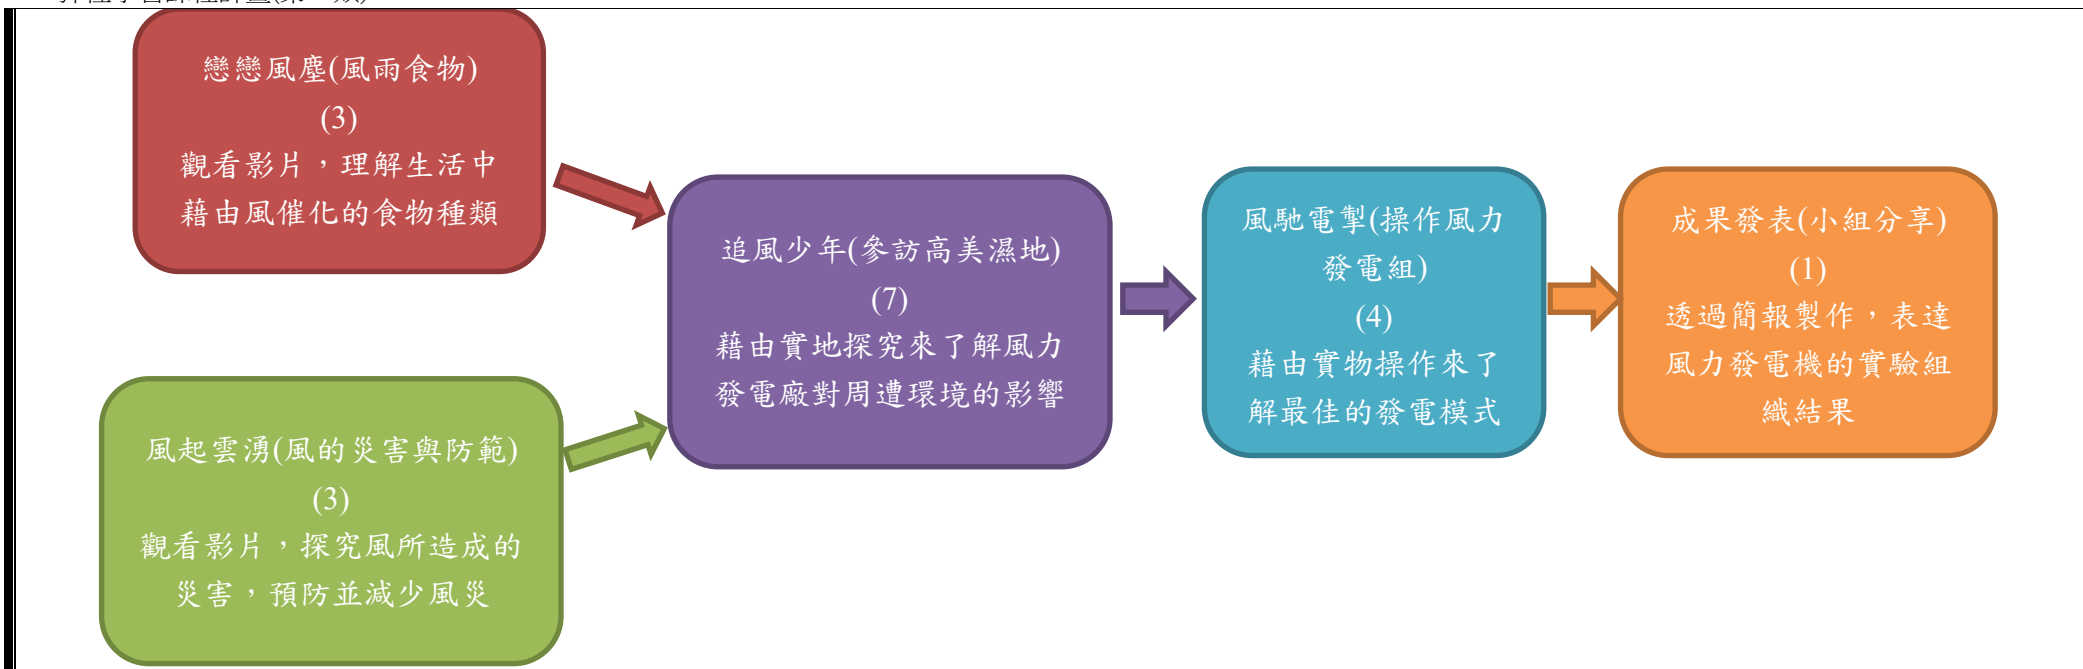 戀戀風塵(風雨食物)
(3)
觀看影片，理解生活中
藉由風催化的食物種類
風起雲湧(風的災害與防範)
(3)
觀看影片，探究風所造成的
災害，預防並減少風災
追風少年(參訪高美濕地)
(7)
藉由實地探究來了解風力
發電廠對周遭環境的影響
風馳電掣(操作風力
發電組)
(4)
藉由實物操作來了
解最佳的發電模式
成果發表(小組分享)
(1)
透過簡報製作，表達
風力發電機的實驗組
織結果